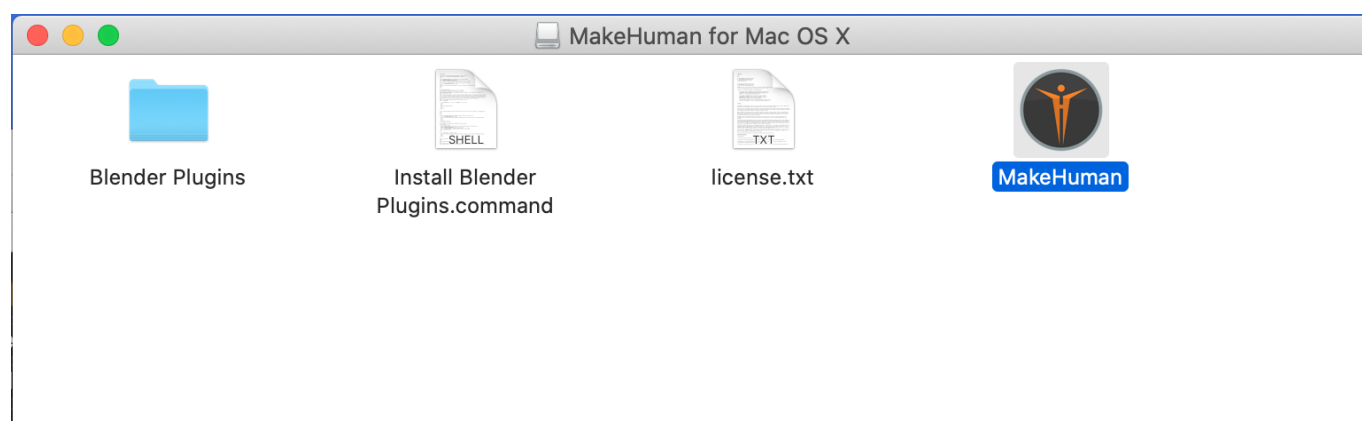 MakeHuman for Mac OS X
SHELL
TXT
Blender Plugins
Install Blender
Plugins.command
license.txt
MakeHuman